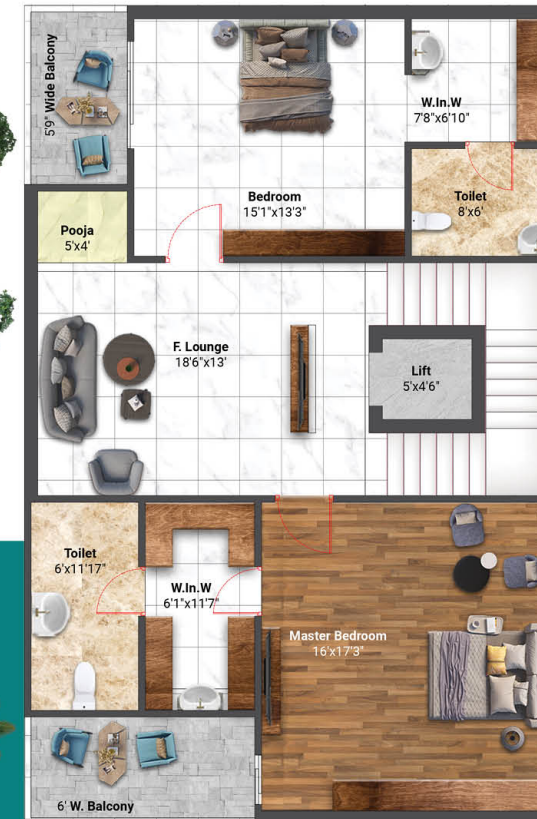 5'9" Wide Balcony
W.In.W
7'8"x6'10"
Bedroom
15'1"x13'3"
Toilet
8'x6'
Pooja
5'x4'
F. Lounge
18'6"x13'
Lift
5'x4'6"
Toilet
6'x11'17"
W.In.W
6'1"x11'7"
Master Bedroom
16'x17'3"
6' W. Balcony